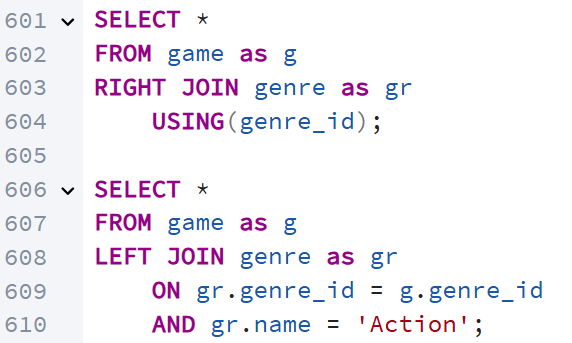 601 SELECT *
602 FROM game as g
603 RIGHT JOIN genre as gr
604 USING(genre_id);
605
606 SELECT *
607 FROM game as g
608 LEFT JOIN genre as gr
609 ON gr.genre_id = g.genre_id
610 AND gr.name = 'Action';